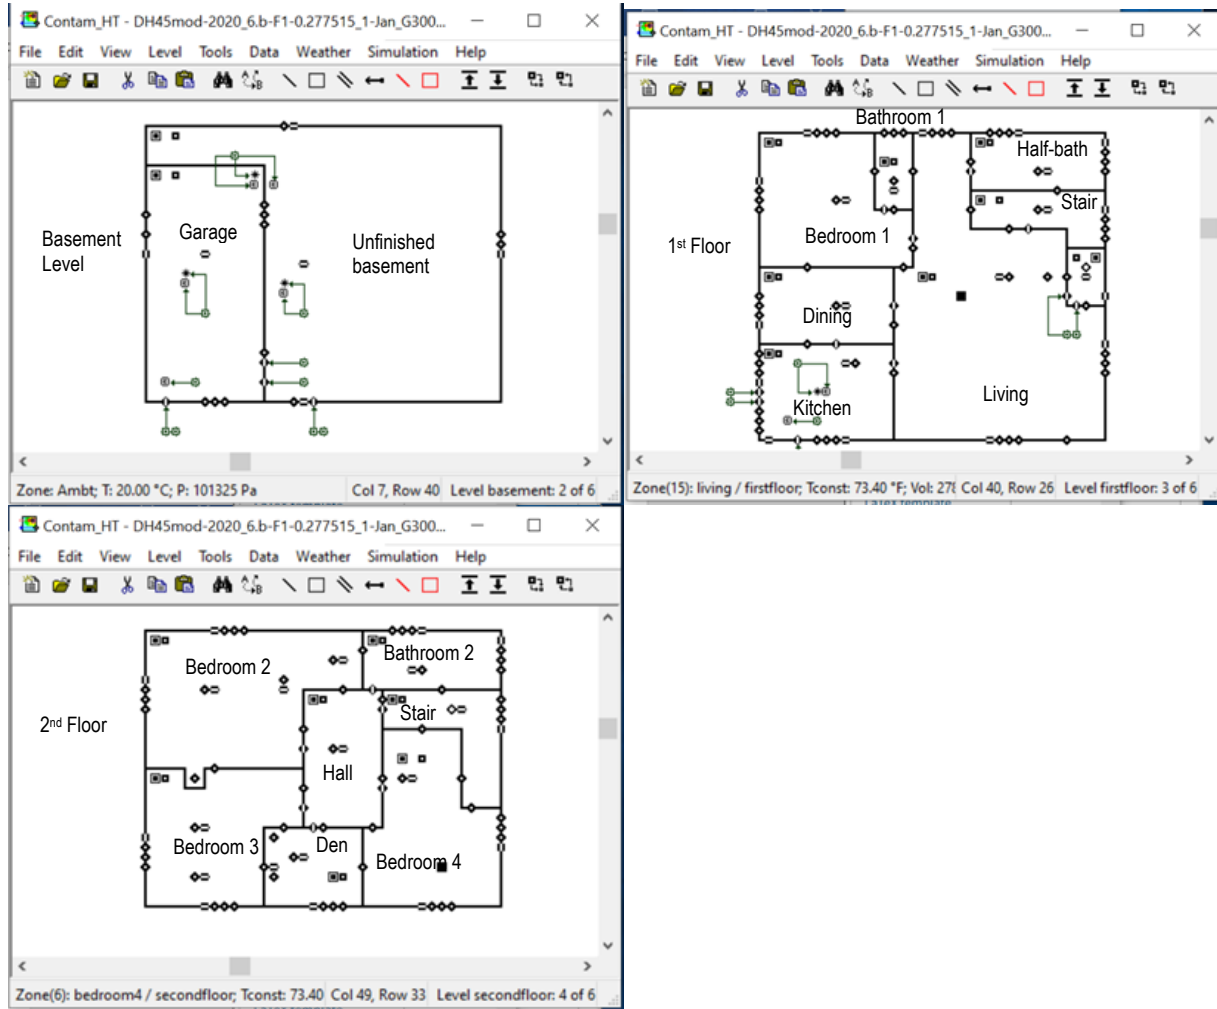 Contam_HT - DH45mod-2020_6.b-F1-0.277515_1-Jan_G300...
File Edit View Level Tools Data Weather Simulation Help
Basement
Level
Garage
Unfinished
basement
Zone: Ambt; T: 20.00 °C; P: 101325 Pa
Col 7, Row 40
Level basement: 2 of 6
Contam_HT - DH45mod-2020_6.b-F1-0.277515_1-Jan_G300...
File Edit View Level Tools Data Weather Simulation Help
Bathroom 1
Half-bath
Stair
1st Floor
Bedroom 1
Dining
Living
Kitchen
Zone(15): living / firstfloor; Tconst: 73.40 °F; Vol: 278
Col 40, Row 26
Level firstfloor: 3 of 6
Contam_HT - DH45mod-2020_6.b-F1-0.277515_1-Jan_G300...
File Edit View Level Tools Data Weather Simulation Help
Bedroom 2
Bathroom 2
2nd Floor
Stair
Hall
Bedroom 3
Den
Bedroom 4
Zone(6): bedroom4 / secondfloor; Tconst: 73.40
Col 49, Row 33
Level secondfloor: 4 of 6